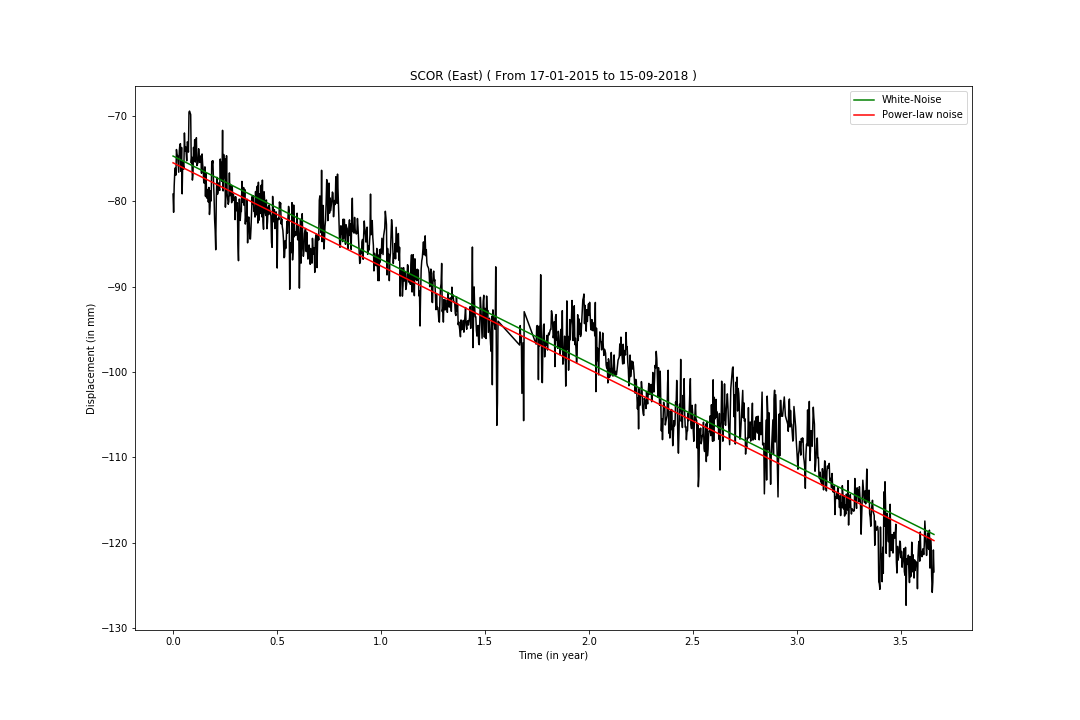 SCOR (East) ( From 17-01-2015 to 15-09-2018 )
White-Noise
Power-law noise
Displacement (in mm)
−70
−80
−90
−100
−110
−120
−130
0.0 0.5 1.0 1.5 2.0 2.5 3.0 3.5
Time (in year)